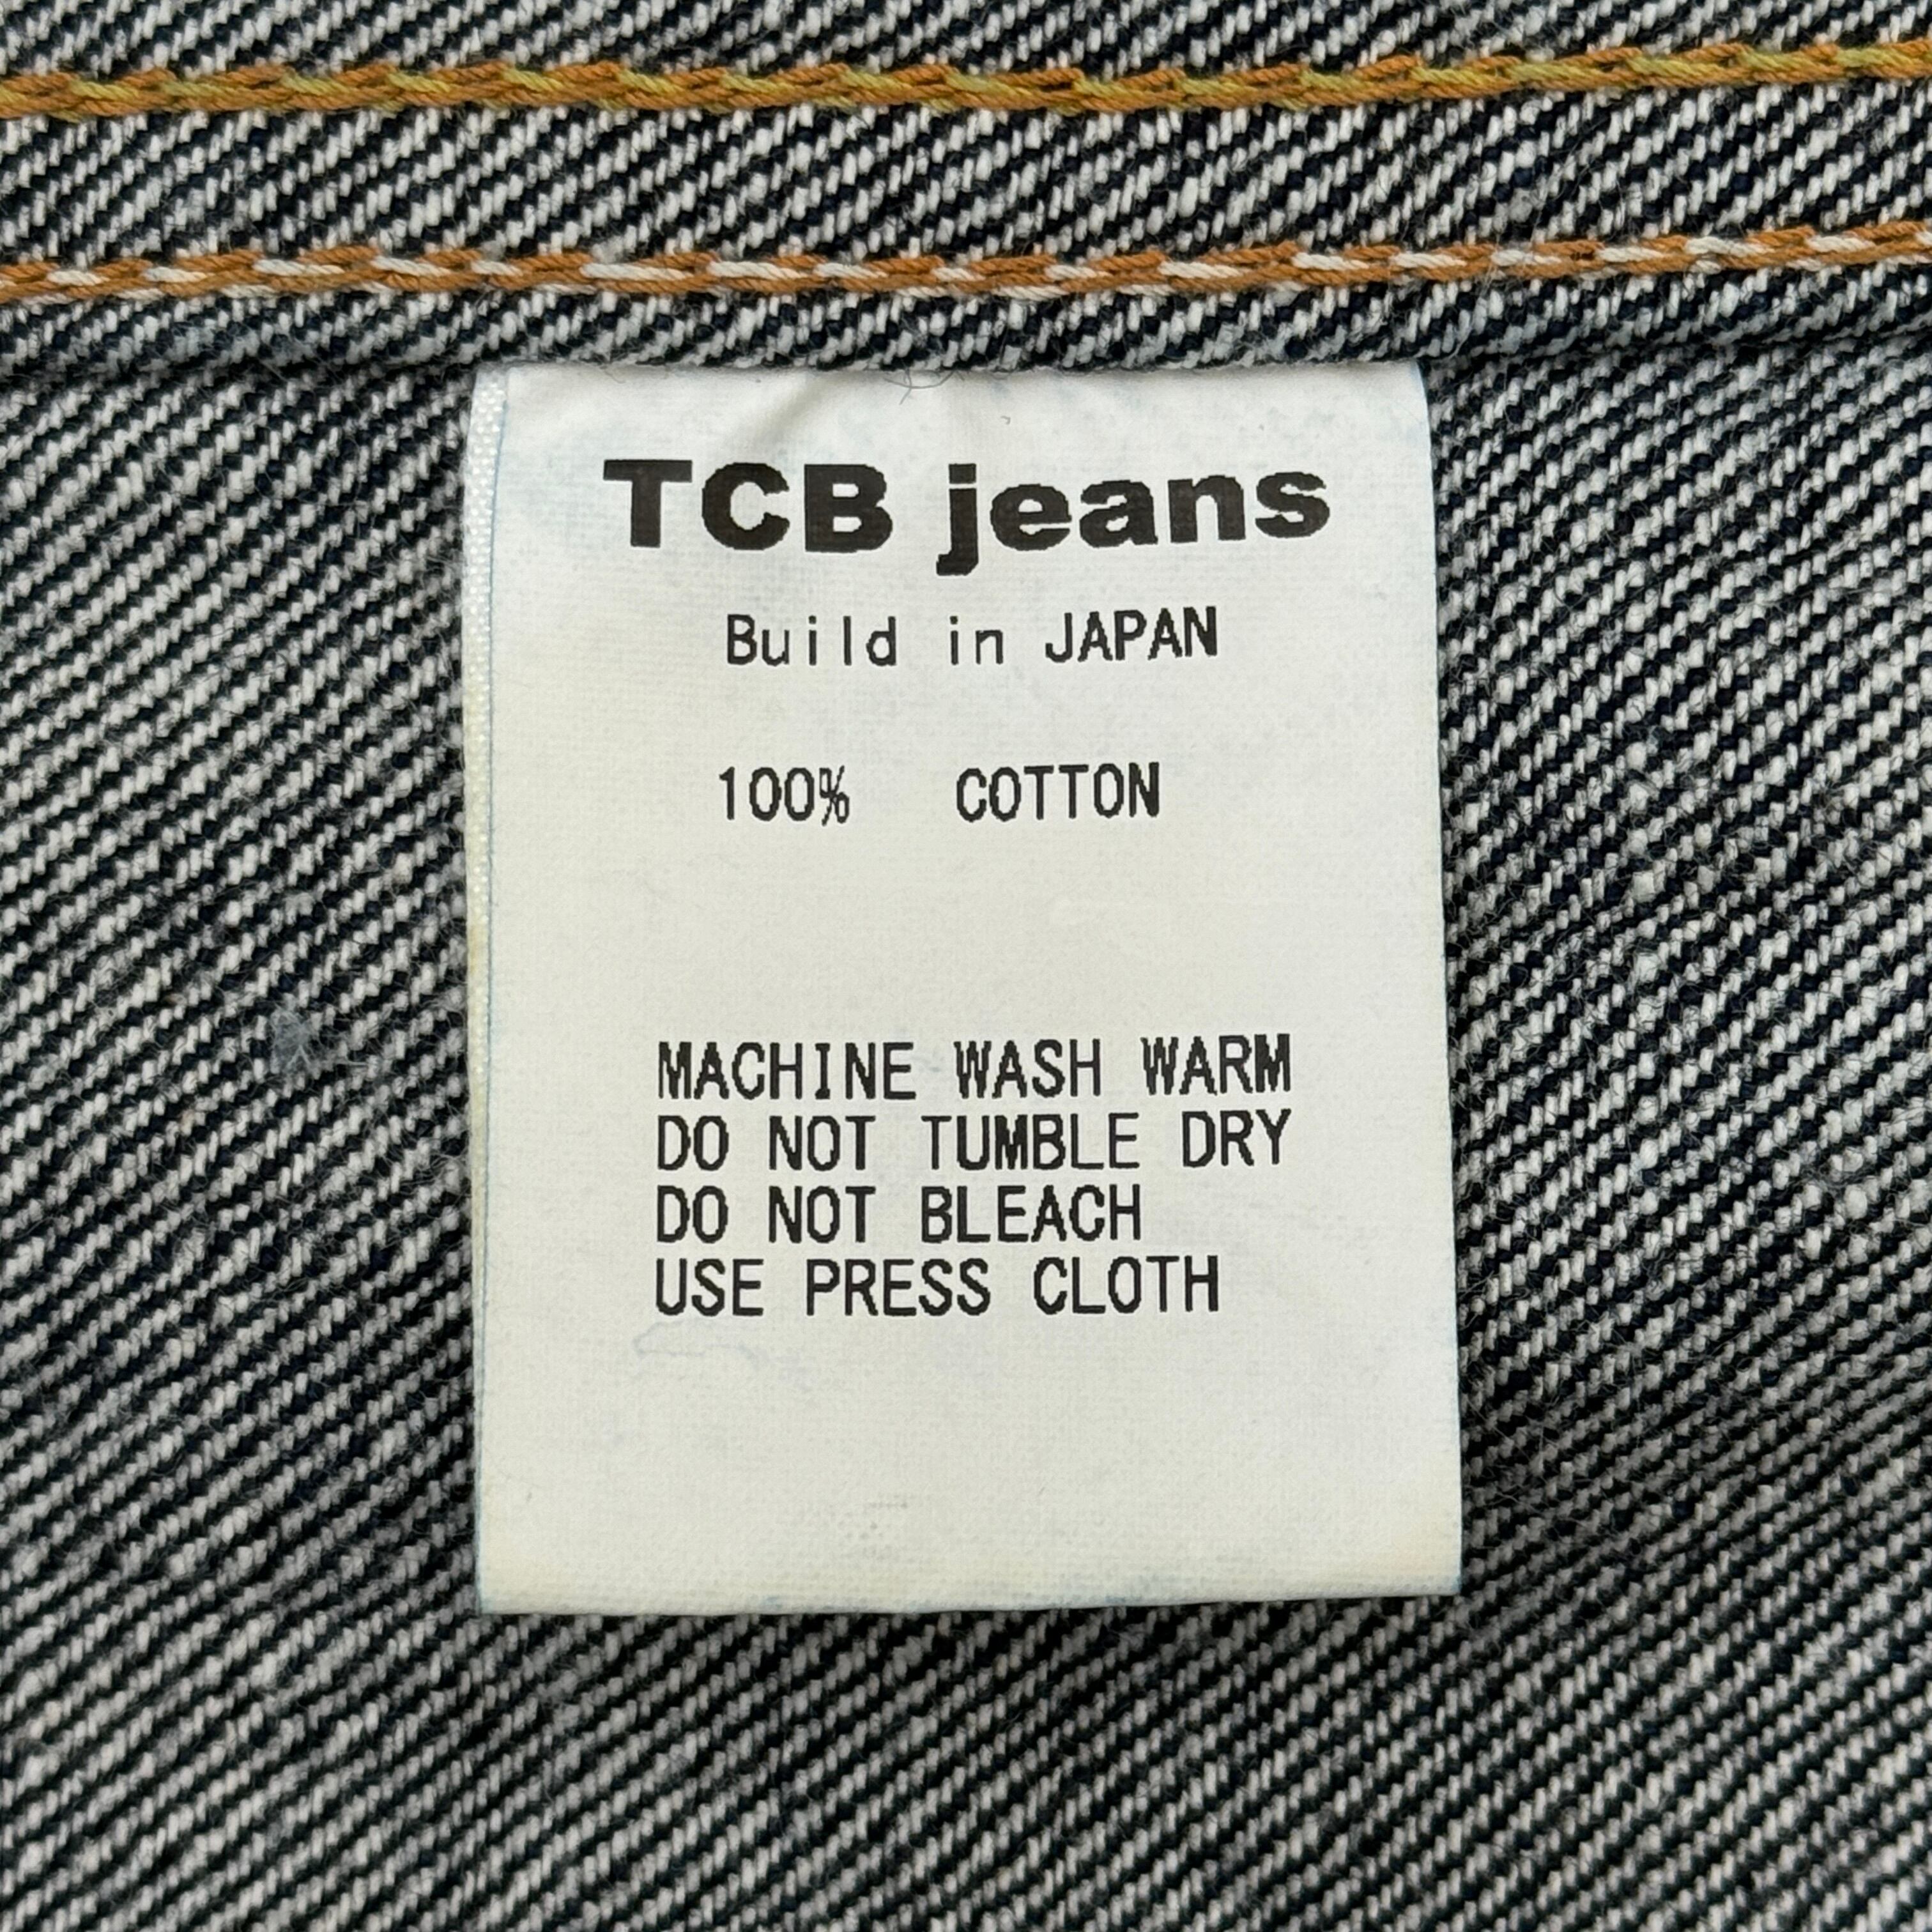 TCB jeans
Build in JAPAN
100% COTTON
MACHINE WASH WARM
DO NOT TUMBLE DRY
DO NOT BLEACH
USE PRESS CLOTH